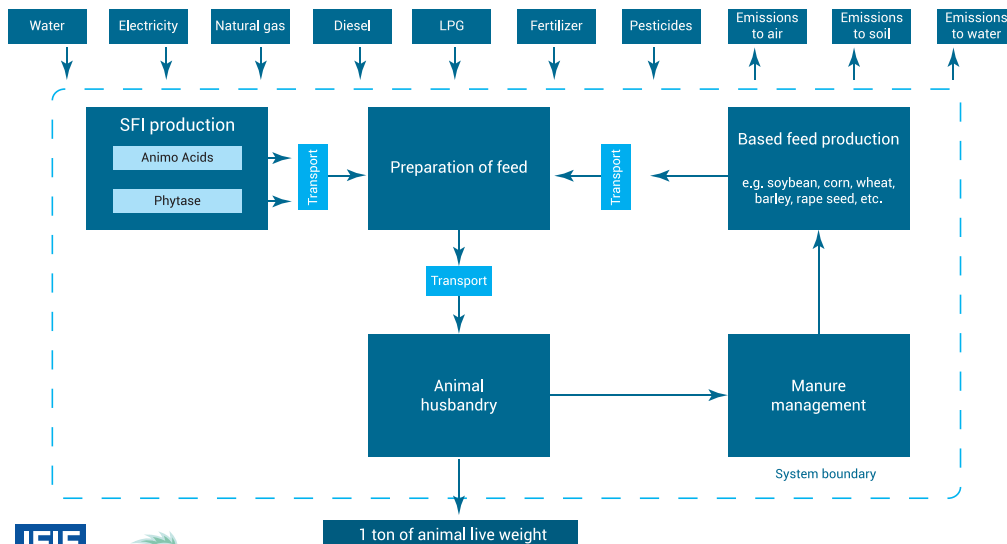 Water
Electricity
Natural gas
Diesel
LPG
Fertilizer
Pesticides
Emissions
to air
Emissions
to soil
Emissions
to water
SFI production
Animo Acids
Phytase
Transport
Preparation of feed
Transport
Based feed production
e.g. soybean, corn, wheat,
barley, rape seed, etc.
Transport
Animal
husbandry
Manure
management
System boundary
1 ton of animal live weight